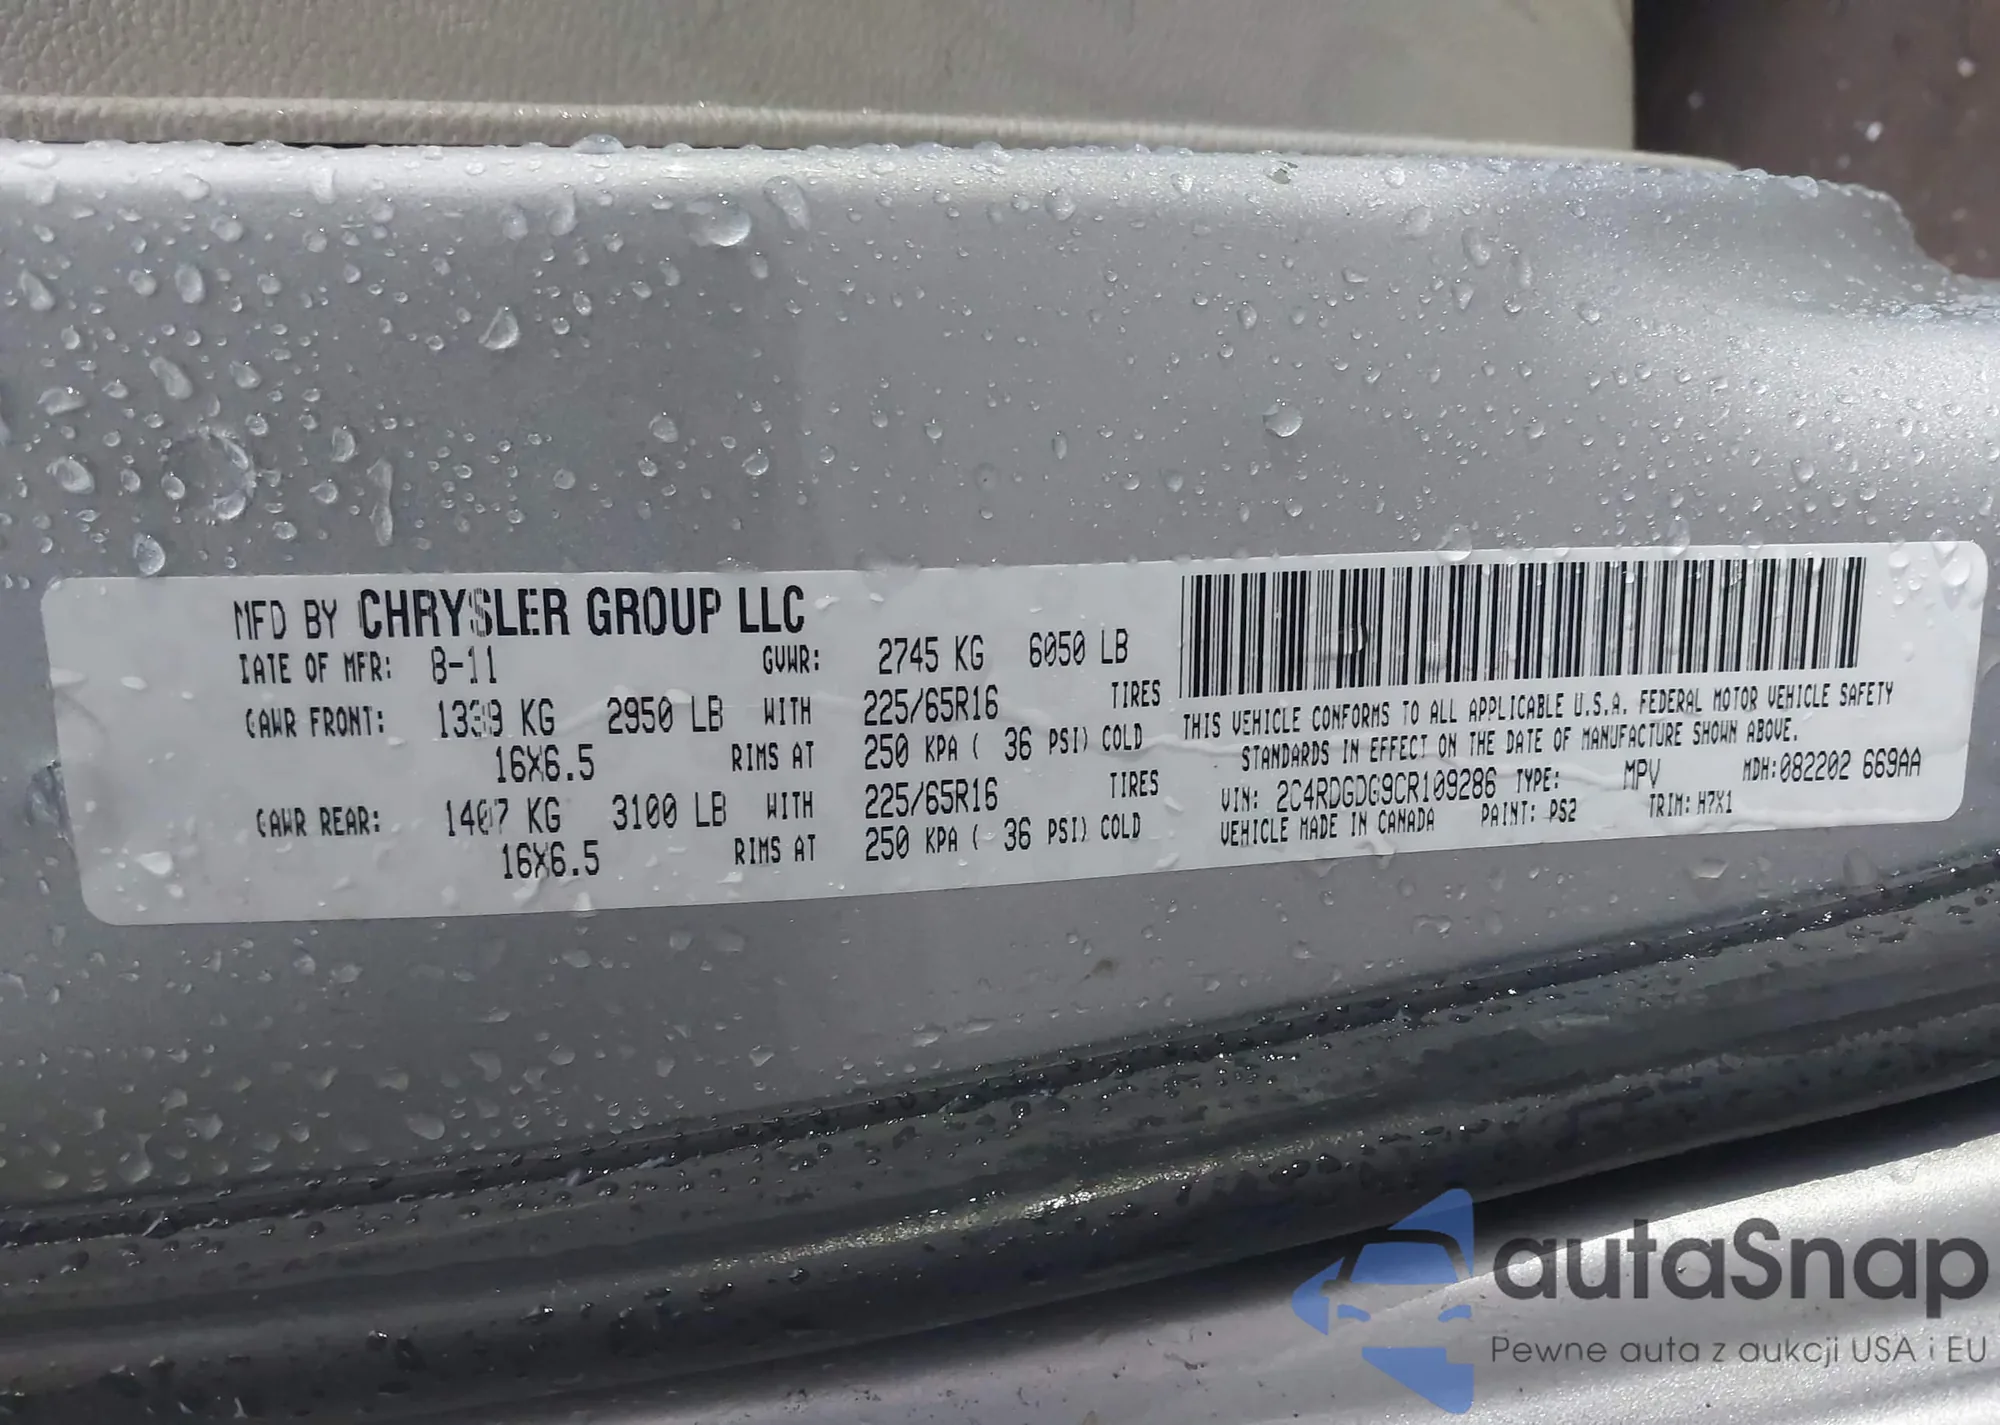 MFD BY CHRYSLER GROUP LLC
DATE OF MFR: 8-11 GVWR: 2745 KG 6050 LB
GAWR FRONT: 1339 KG 2950 LB WITH 225/65R16 TIRES
16X6.5 RIMS AT 250 KPA ( 36 PSI) COLD
GAWR REAR: 1407 KG 3100 LB WITH 225/65R16 TIRES
16X6.5 RIMS AT 250 KPA ( 36 PSI) COLD
THIS VEHICLE CONFORMS TO ALL APPLICABLE U.S.A. FEDERAL MOTOR VEHICLE SAFETY
STANDARDS IN EFFECT ON THE DATE OF MANUFACTURE SHOWN ABOVE.
VIN: 2C4RDGDG9CR109286 TYPE: MPV MDH:082202 669AA
VEHICLE MADE IN CANADA PAINT: PS2 TRIM: H7X1
autaSnap
Pewne auta z aukcji USA i EU